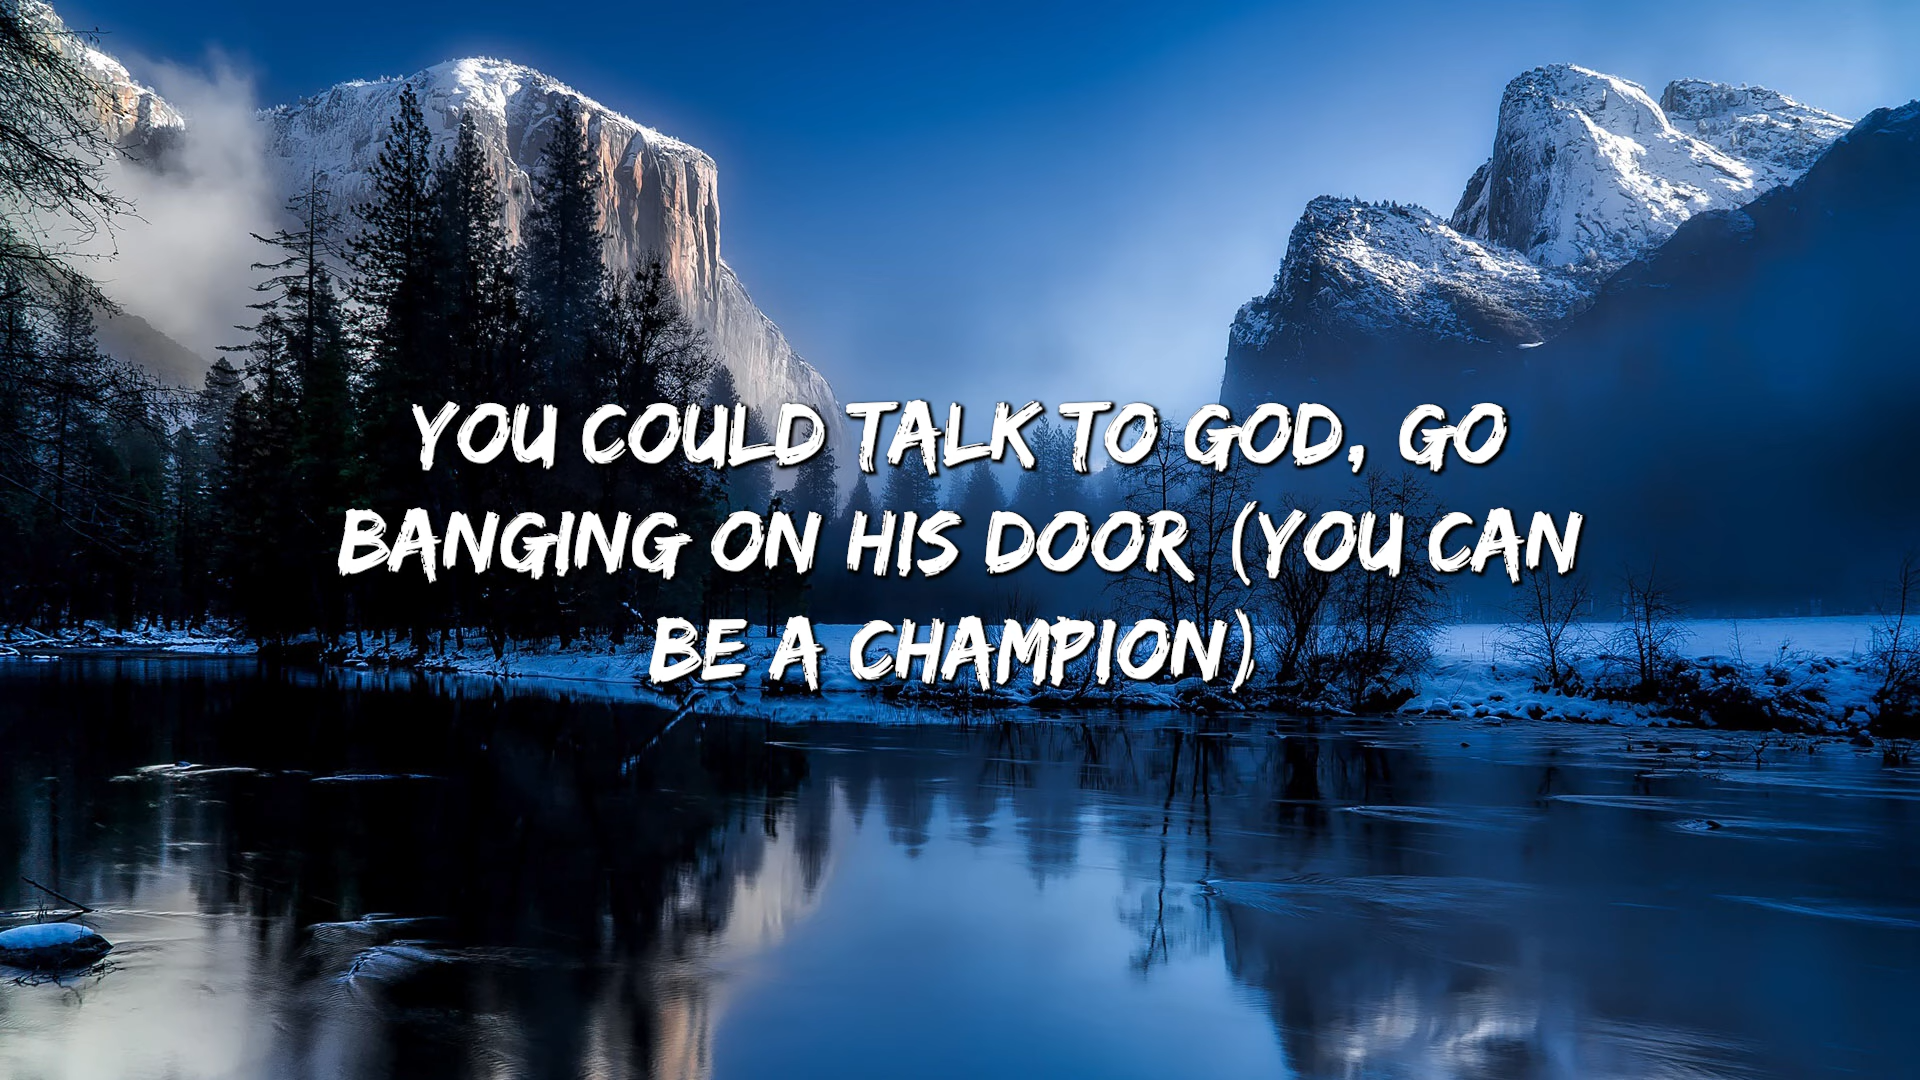 YOU COULD TALK TO GOD, GO
BANGING ON HIS DOOR (YOU CAN
BE A CHAMPION)